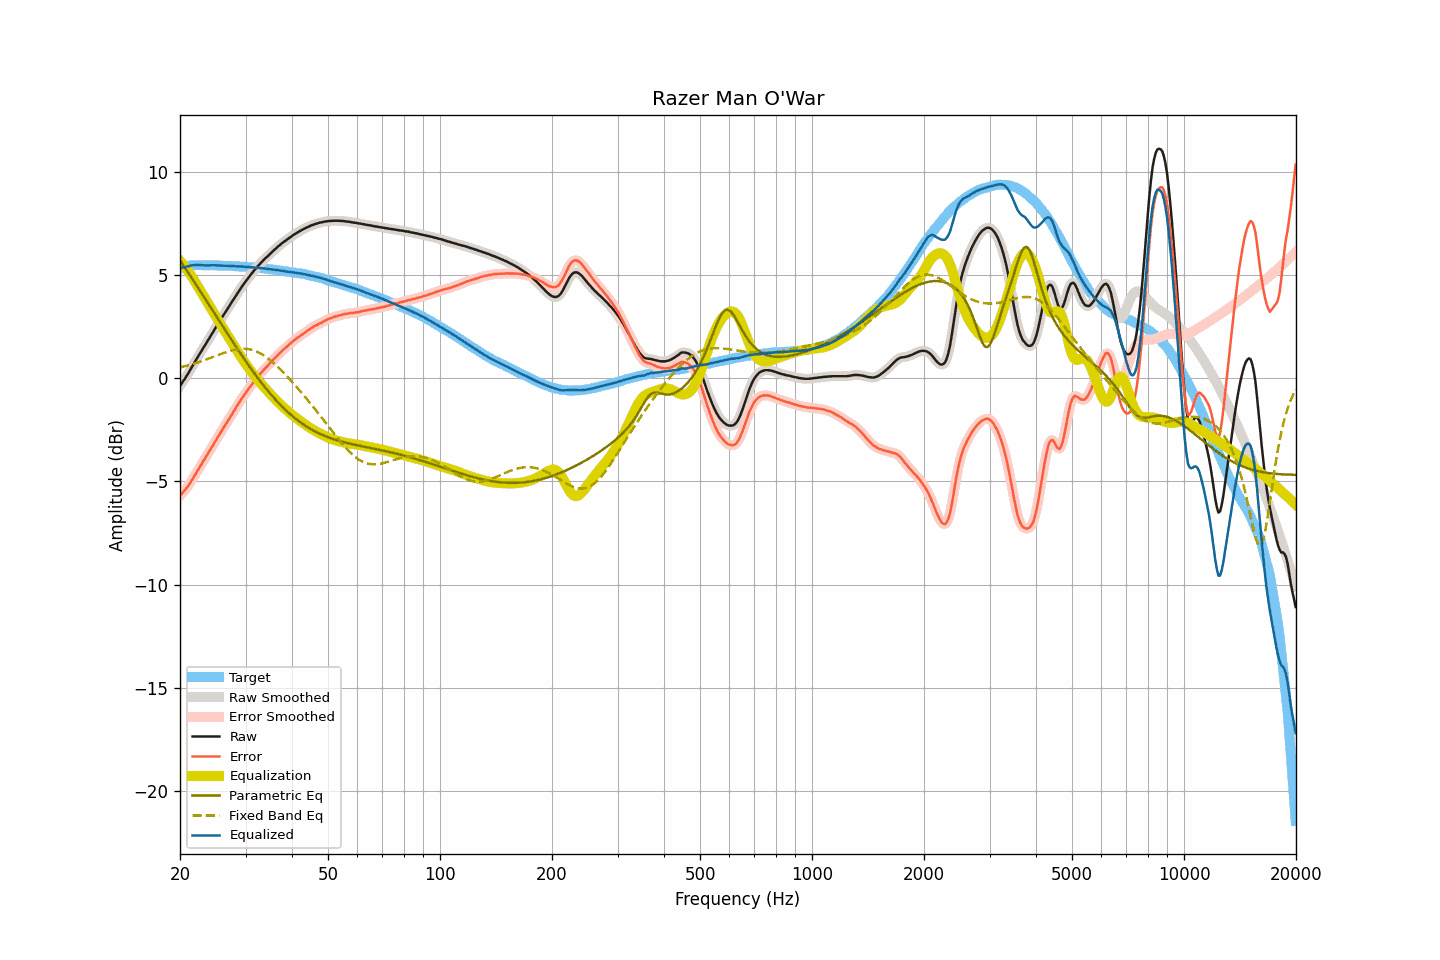 Razer Man O'War
Amplitude (dBr)
10
5
0
−5
−10
−15
−20
Target
Raw Smoothed
Error Smoothed
Raw
Error
Equalization
Parametric Eq
Fixed Band Eq
Equalized
20 50 100 200 500 1000 2000 5000 10000 20000
Frequency (Hz)